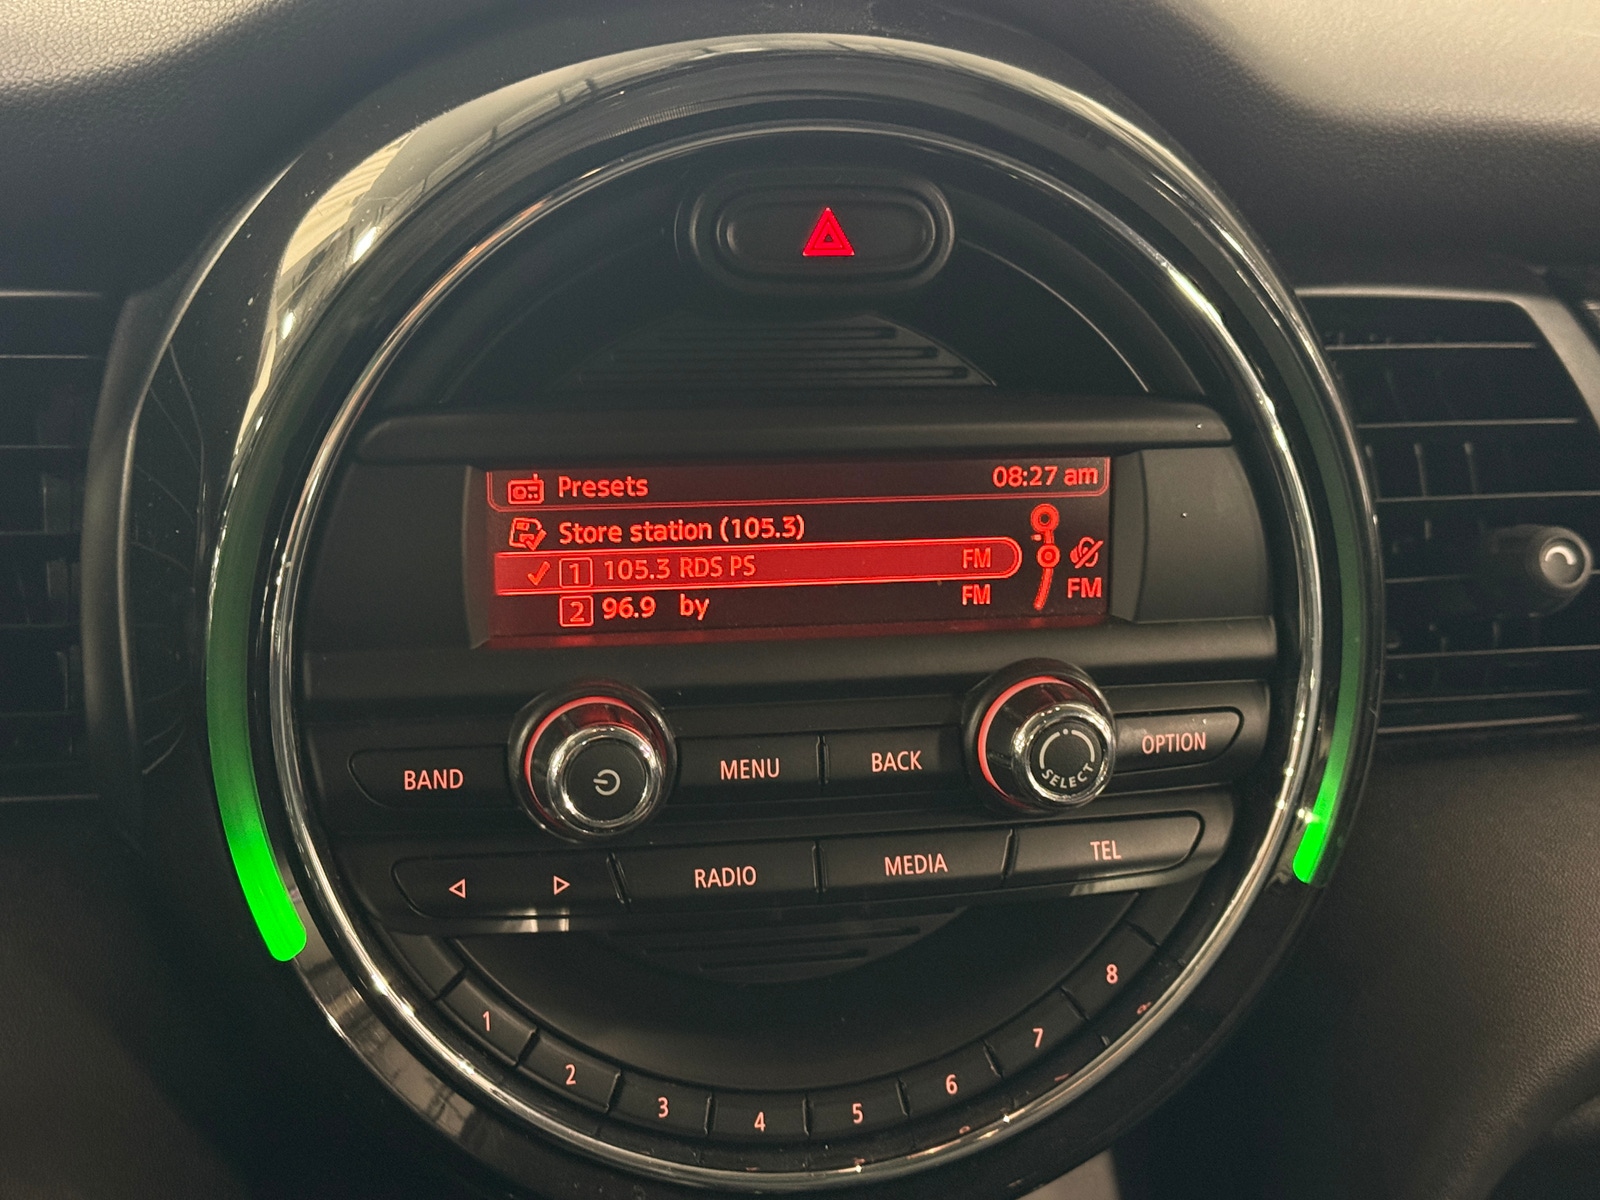 Presets 08:27 am
Store station (105.3)
1 105.3 RDS PS FM
2 96.9 by FM FM
BAND MENU BACK SELECT OPTION
RADIO MEDIA TEL
1 2 3 4 5 6 7 8